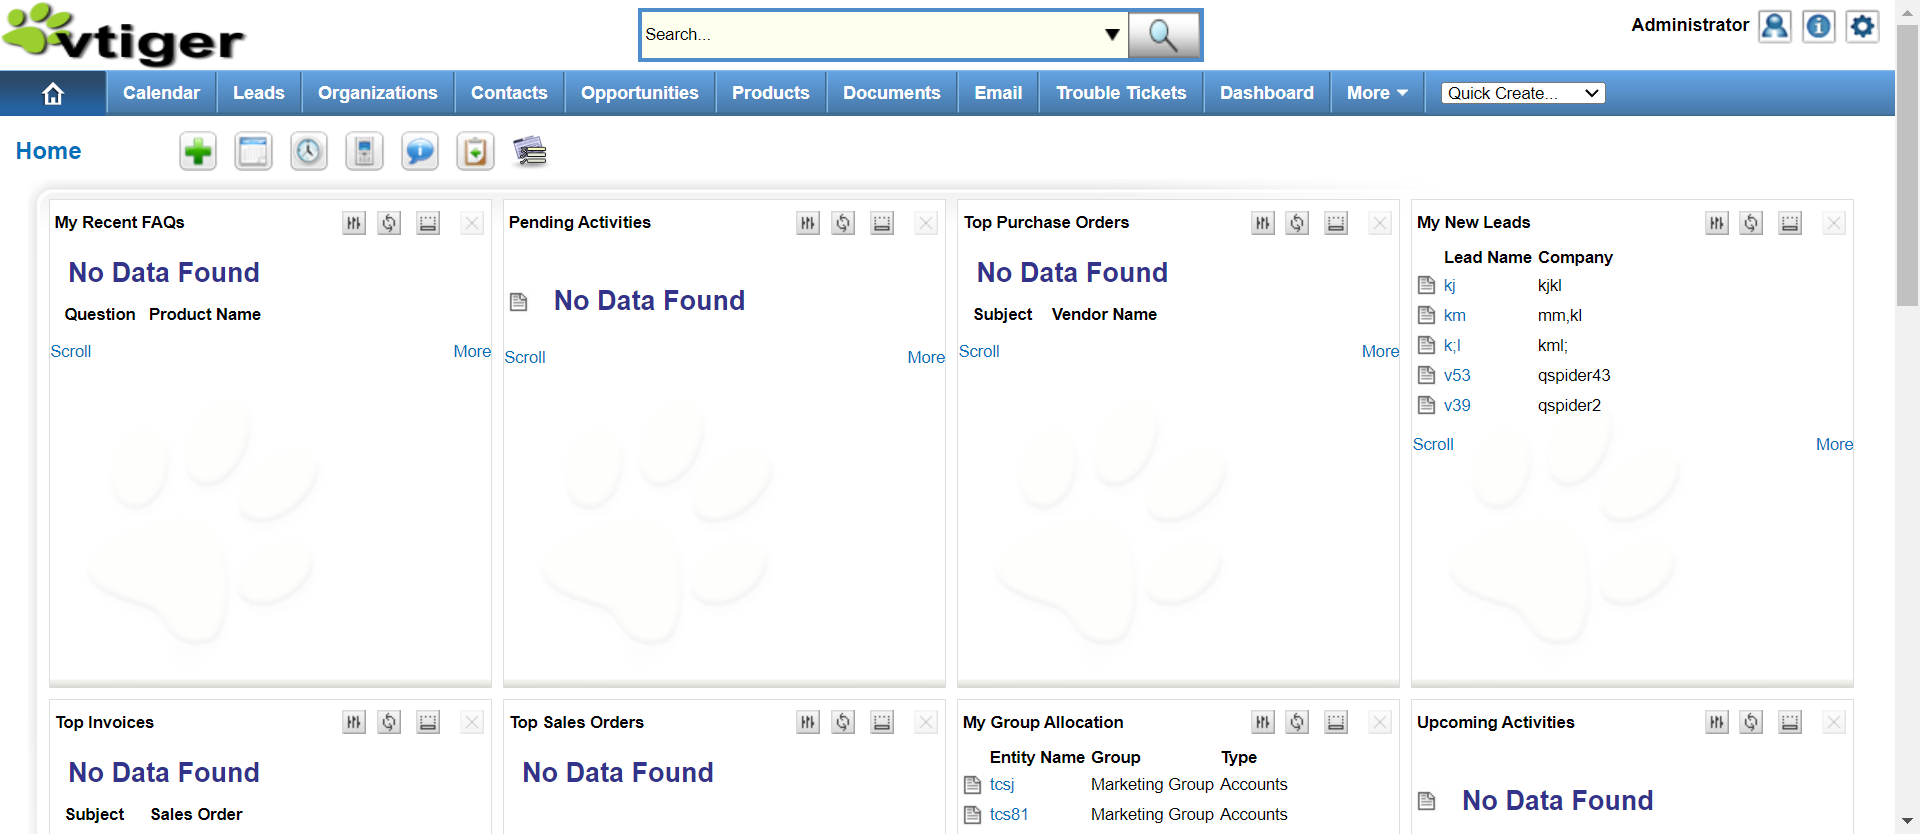 vtiger
Search...
Administrator
Calendar Leads Organizations Contacts Opportunities Products Documents Email Trouble Tickets Dashboard More Quick Create...
Home
My Recent FAQs
No Data Found
Question Product Name
Scroll More
Pending Activities
No Data Found
Scroll More
Top Purchase Orders
No Data Found
Subject Vendor Name
Scroll More
My New Leads
Lead Name Company
kj kjkl
km mm,kl
k;l kml;
v53 qspider43
v39 qspider2
Scroll More
Top Invoices
No Data Found
Subject Sales Order
Top Sales Orders
No Data Found
My Group Allocation
Entity Name Group Type
tcsj Marketing Group Accounts
tcs81 Marketing Group Accounts
Upcoming Activities
No Data Found